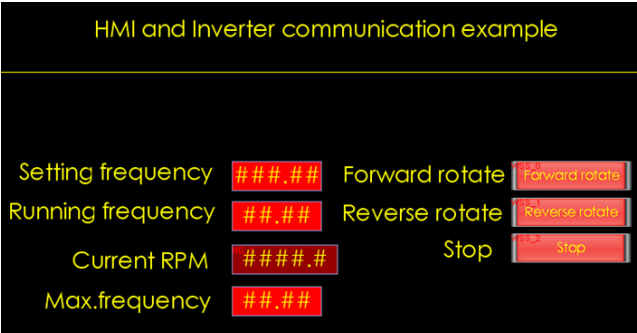 HMI and Inverter communication example
Setting frequency ###.## Forward rotate Forward rotate
Running frequency ##.## Reverse rotate Reverse rotate
Current RPM ####.# Stop Stop
Max.frequency ##.##